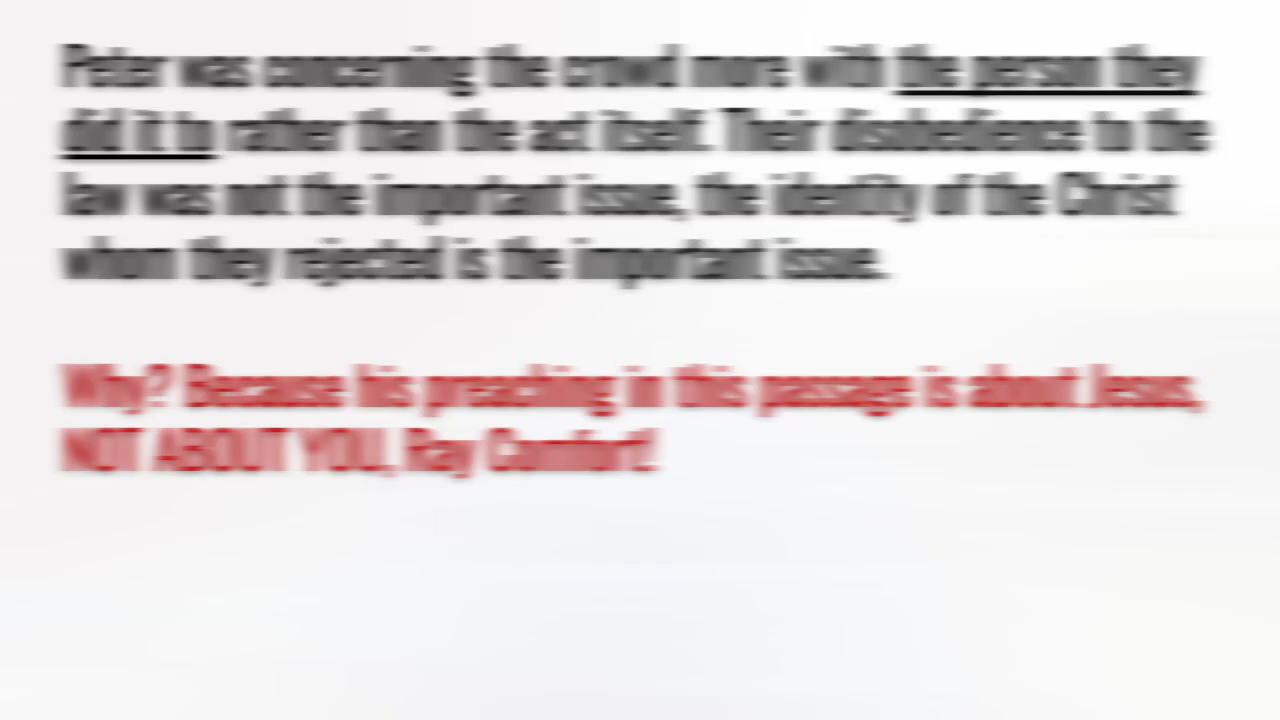 Peter was concerning the crowd more with the person they
did it to rather than the act itself. Their disobedience to the
law was not the important issue, the identity of the Christ
whom they rejected is the important issue.
Why? Because his preaching in this passage is about Jesus,
NOT ABOUT YOU, Ray Comfort!